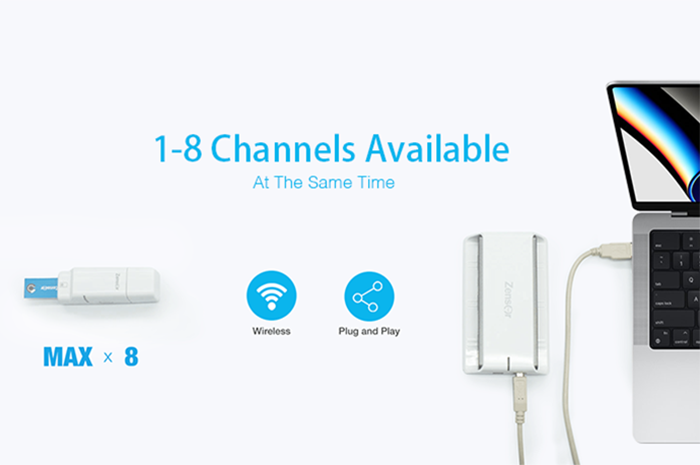 1-8 Channels Available
At The Same Time
Wireless
Plug and Play
MAX × 8